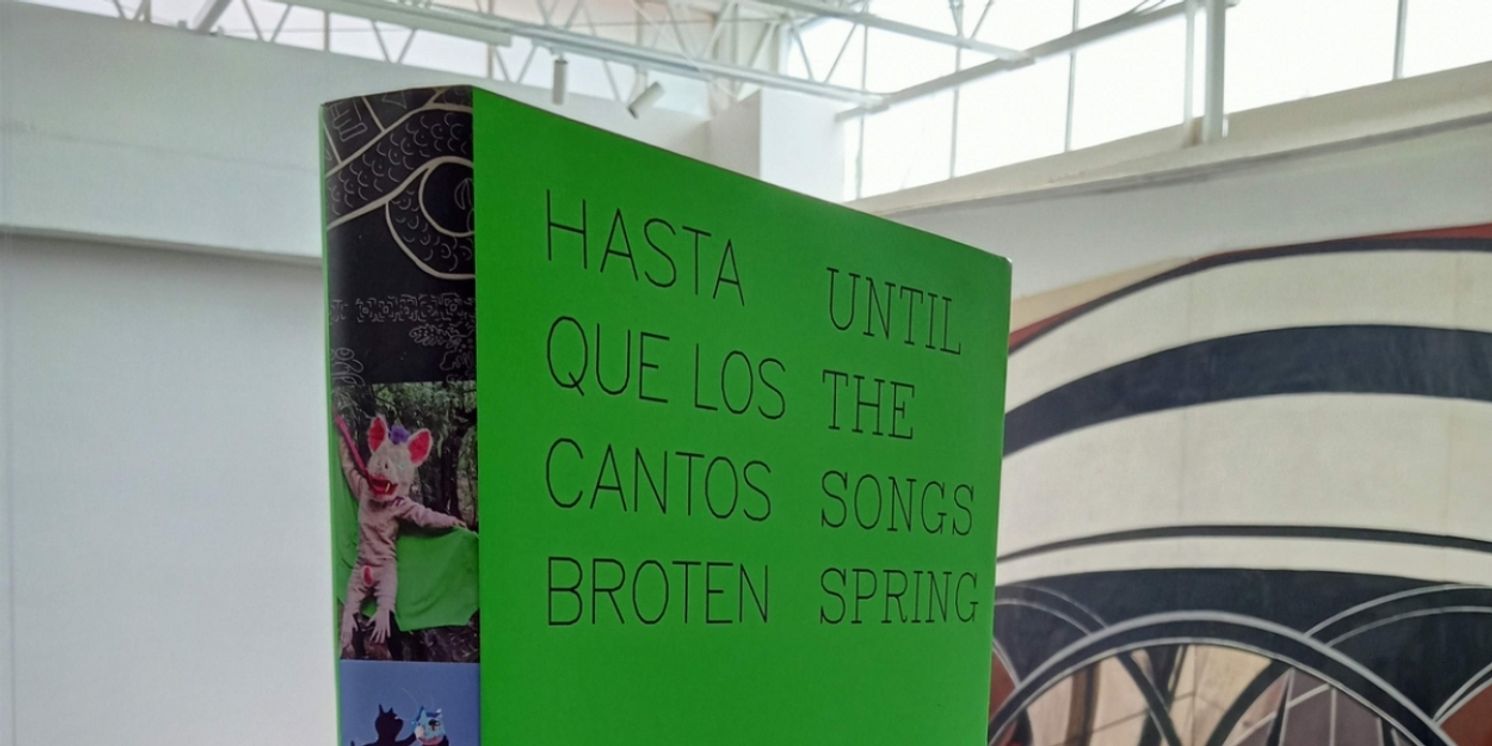 HASTA
QUE LOS
CANTOS
BROTEN
UNTIL
THE
SONGS
SPRING